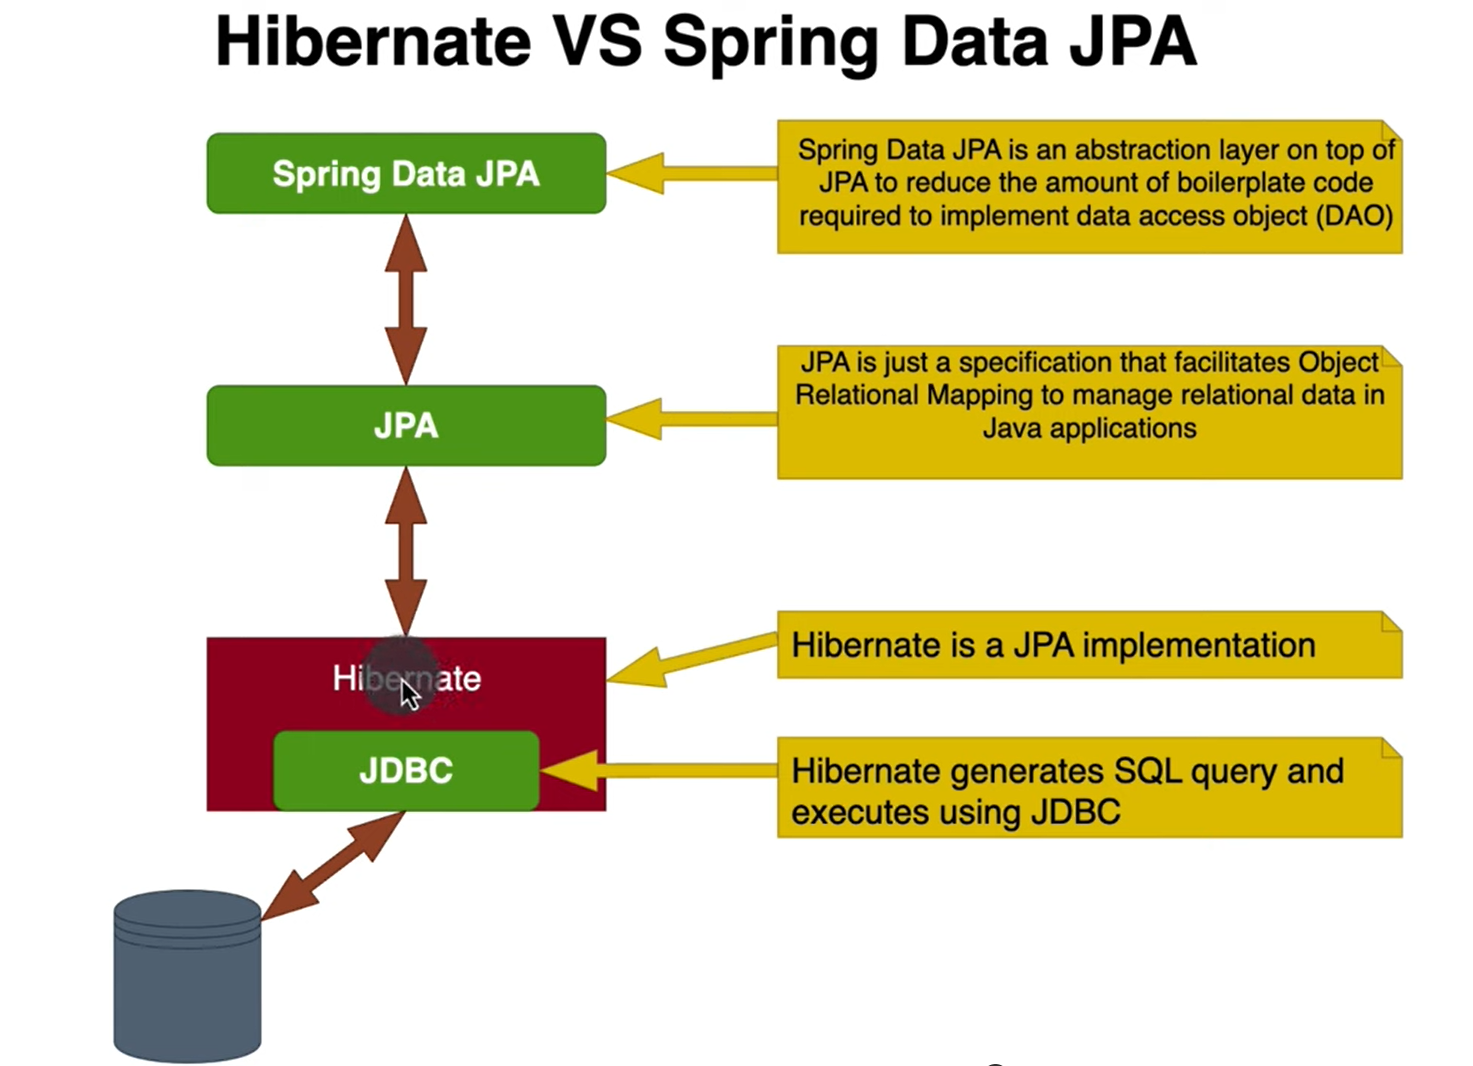 Hibernate VS Spring Data JPA
Spring Data JPA
Spring Data JPA is an abstraction layer on top of
JPA to reduce the amount of boilerplate code
required to implement data access object (DAO)
JPA
JPA is just a specification that facilitates Object
Relational Mapping to manage relational data in
Java applications
Hibernate
Hibernate is a JPA implementation
JDBC
Hibernate generates SQL query and
executes using JDBC